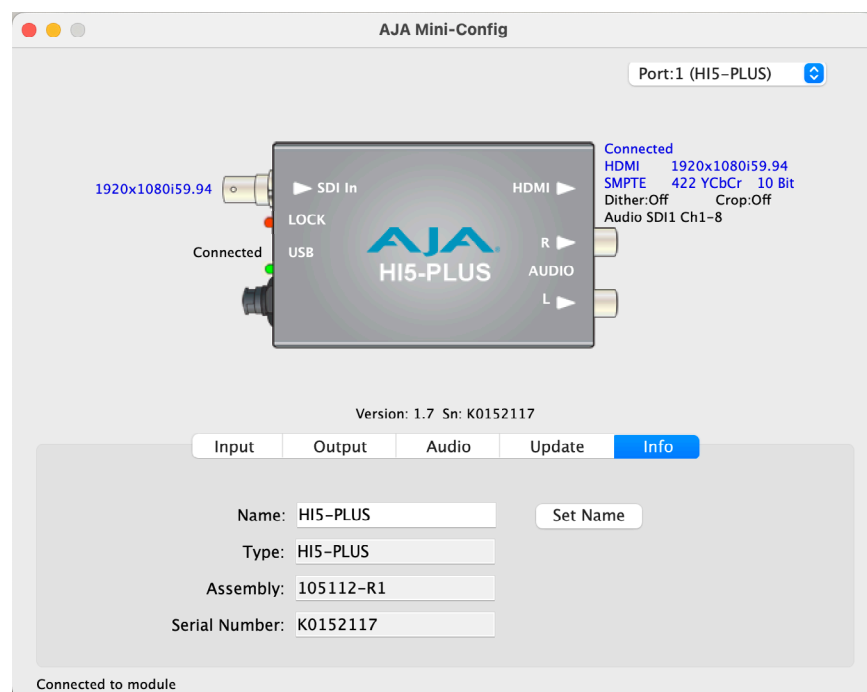 AJA Mini-Config
Port:1 (HI5-PLUS)
Connected
HDMI 1920x1080i59.94
SMPTE 422 YCbCr 10 Bit
Dither:Off Crop:Off
Audio SDI1 Ch1-8
1920x1080i59.94
SDI In
HDMI
LOCK
Connected
USB
AJA
HI5-PLUS
R
AUDIO
L
Version: 1.7 Sn: K0152117
Input Output Audio Update Info
Name: HI5-PLUS Set Name
Type: HI5-PLUS
Assembly: 105112-R1
Serial Number: K0152117
Connected to module